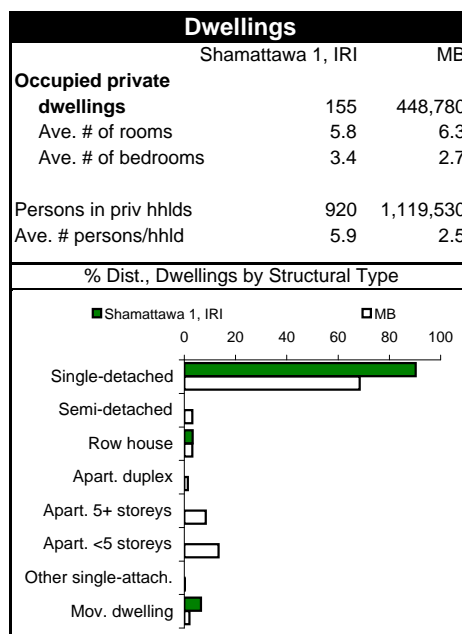 Dwellings
Shamattawa 1, IRI MB
Occupied private
dwellings 155 448,780
Ave. # of rooms 5.8 6.3
Ave. # of bedrooms 3.4 2.7
Persons in priv hhlds 920 1,119,530
Ave. # persons/hhld 5.9 2.5
% Dist., Dwellings by Structural Type
Shamattawa 1, IRI MB
0 20 40 60 80 100
Single-detached
Semi-detached
Row house
Apart. duplex
Apart. 5+ storeys
Apart. <5 storeys
Other single-attach.
Mov. dwelling